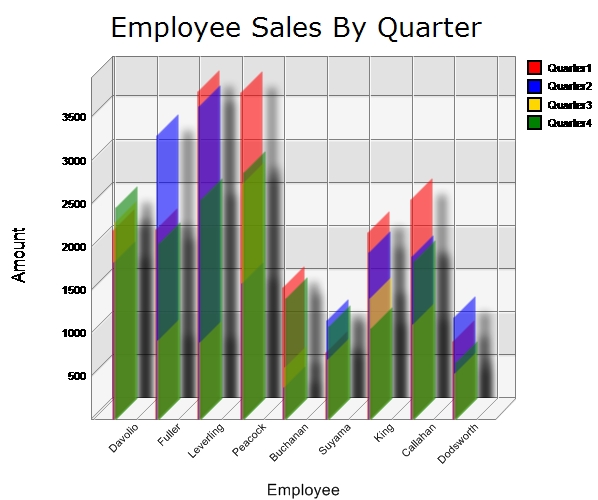 Employee Sales By Quarter
Quarter1
Quarter2
Quarter3
Quarter4
Amount
3500
3000
2500
2000
1500
1000
500
Davolio
Fuller
Leverling
Peacock
Buchanan
Suyama
King
Callahan
Dodsworth
Employee